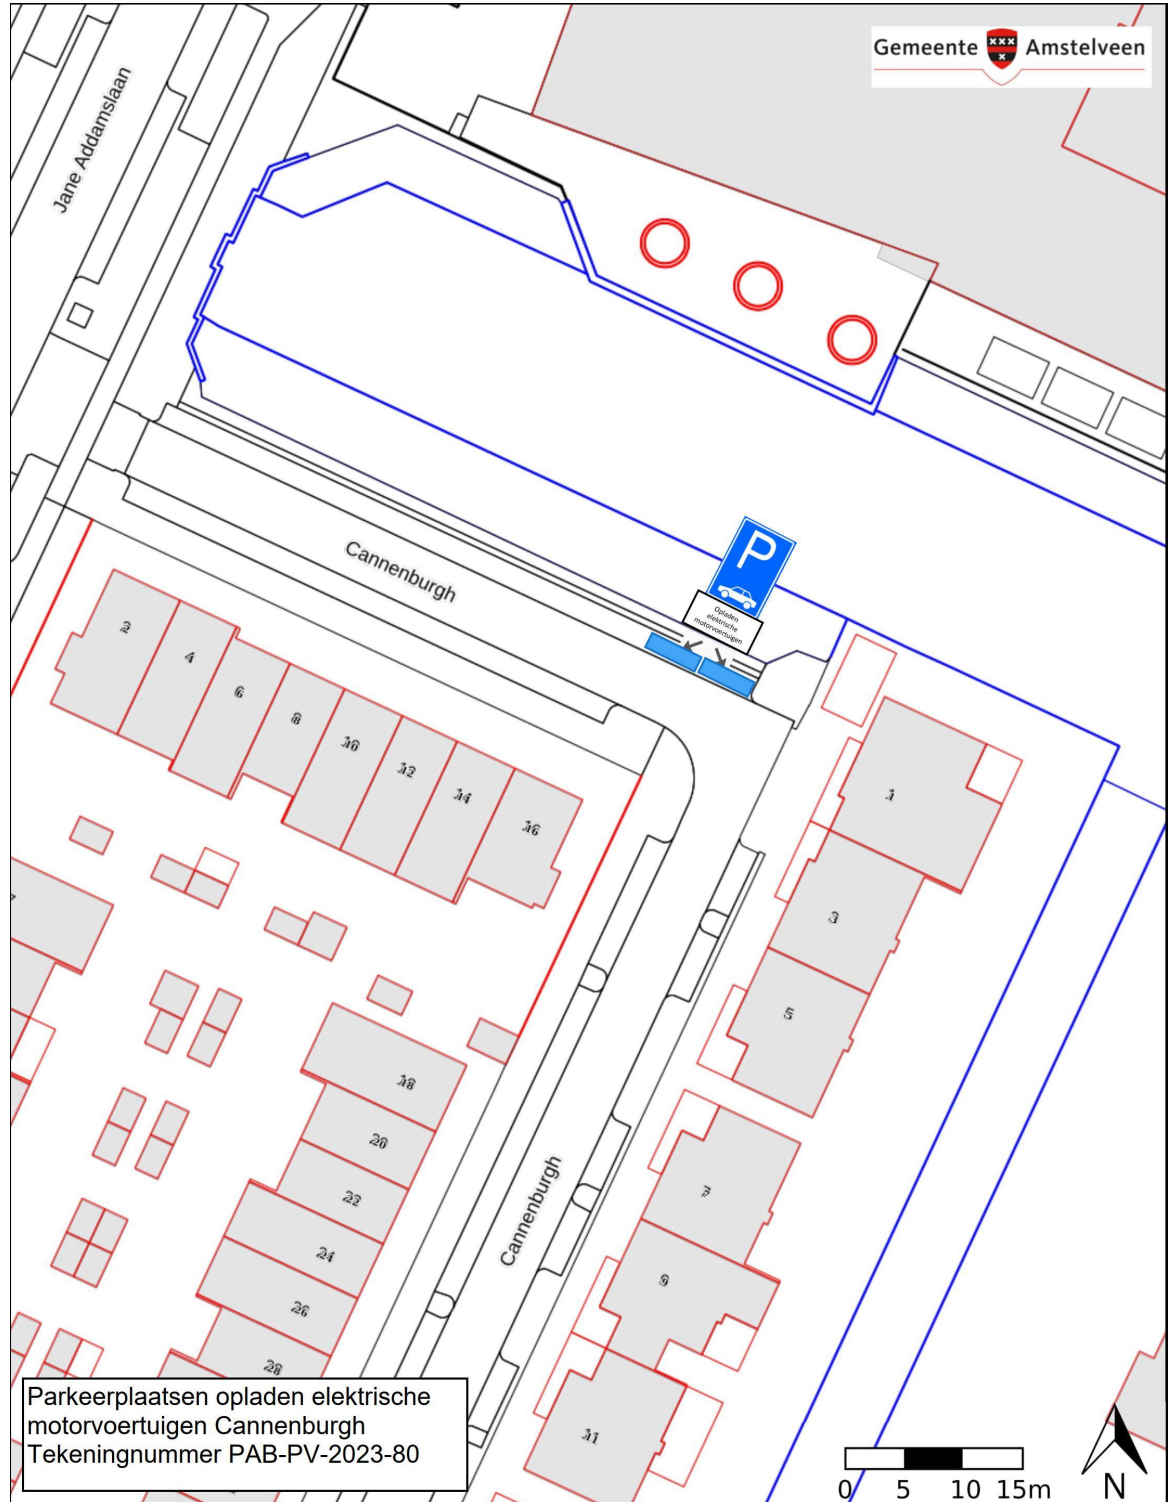 Gemeente Amstelveen
Jane Addamslaan
P
Opladen
elektrische
motorvoertuigen
Cannenburgh
2
4
6
8
10
12
14
16
1
3
5
18
20
22
24
26
28
7
9
11
Cannenburgh
Parkeerplaatsen opladen elektrische
motorvoertuigen Cannenburgh
Tekeningnummer PAB-PV-2023-80
0 5 10 15m
N